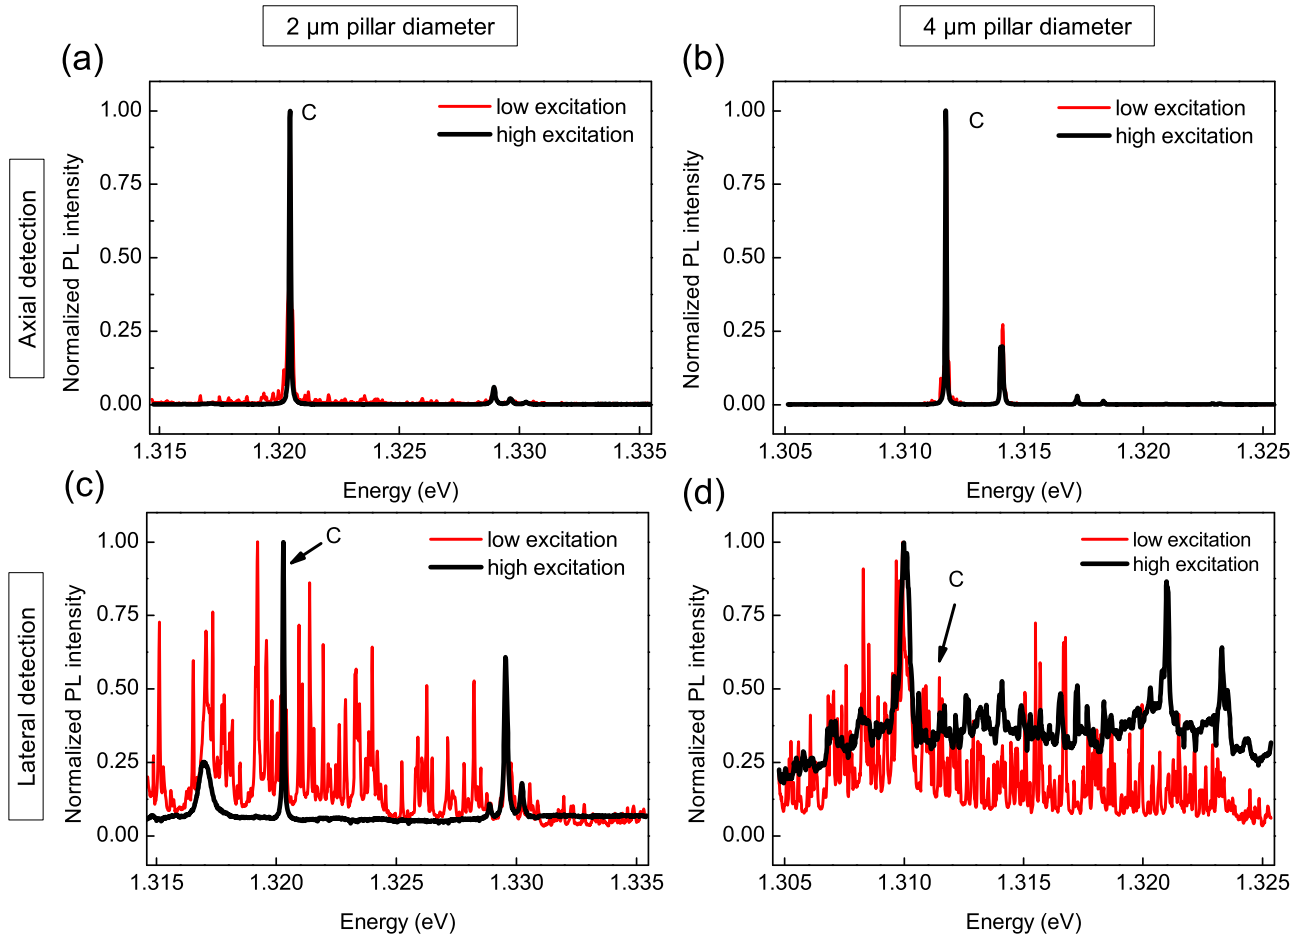 2 µm pillar diameter
4 µm pillar diameter
Axial detection
Lateral detection
(a)
Normalized PL intensity
1.00
0.75
0.50
0.25
0.00
C
low excitation
high excitation
1.315
1.320
1.325
1.330
1.335
Energy (eV)
(b)
Normalized PL intensity
1.00
0.75
0.50
0.25
0.00
C
low excitation
high excitation
1.305
1.310
1.315
1.320
1.325
Energy (eV)
(c)
Normalized PL intensity
1.00
0.75
0.50
0.25
0.00
C
low excitation
high excitation
1.315
1.320
1.325
1.330
1.335
Energy (eV)
(d)
Normalized PL intensity
1.00
0.75
0.50
0.25
0.00
C
low excitation
high excitation
1.305
1.310
1.315
1.320
1.325
Energy (eV)